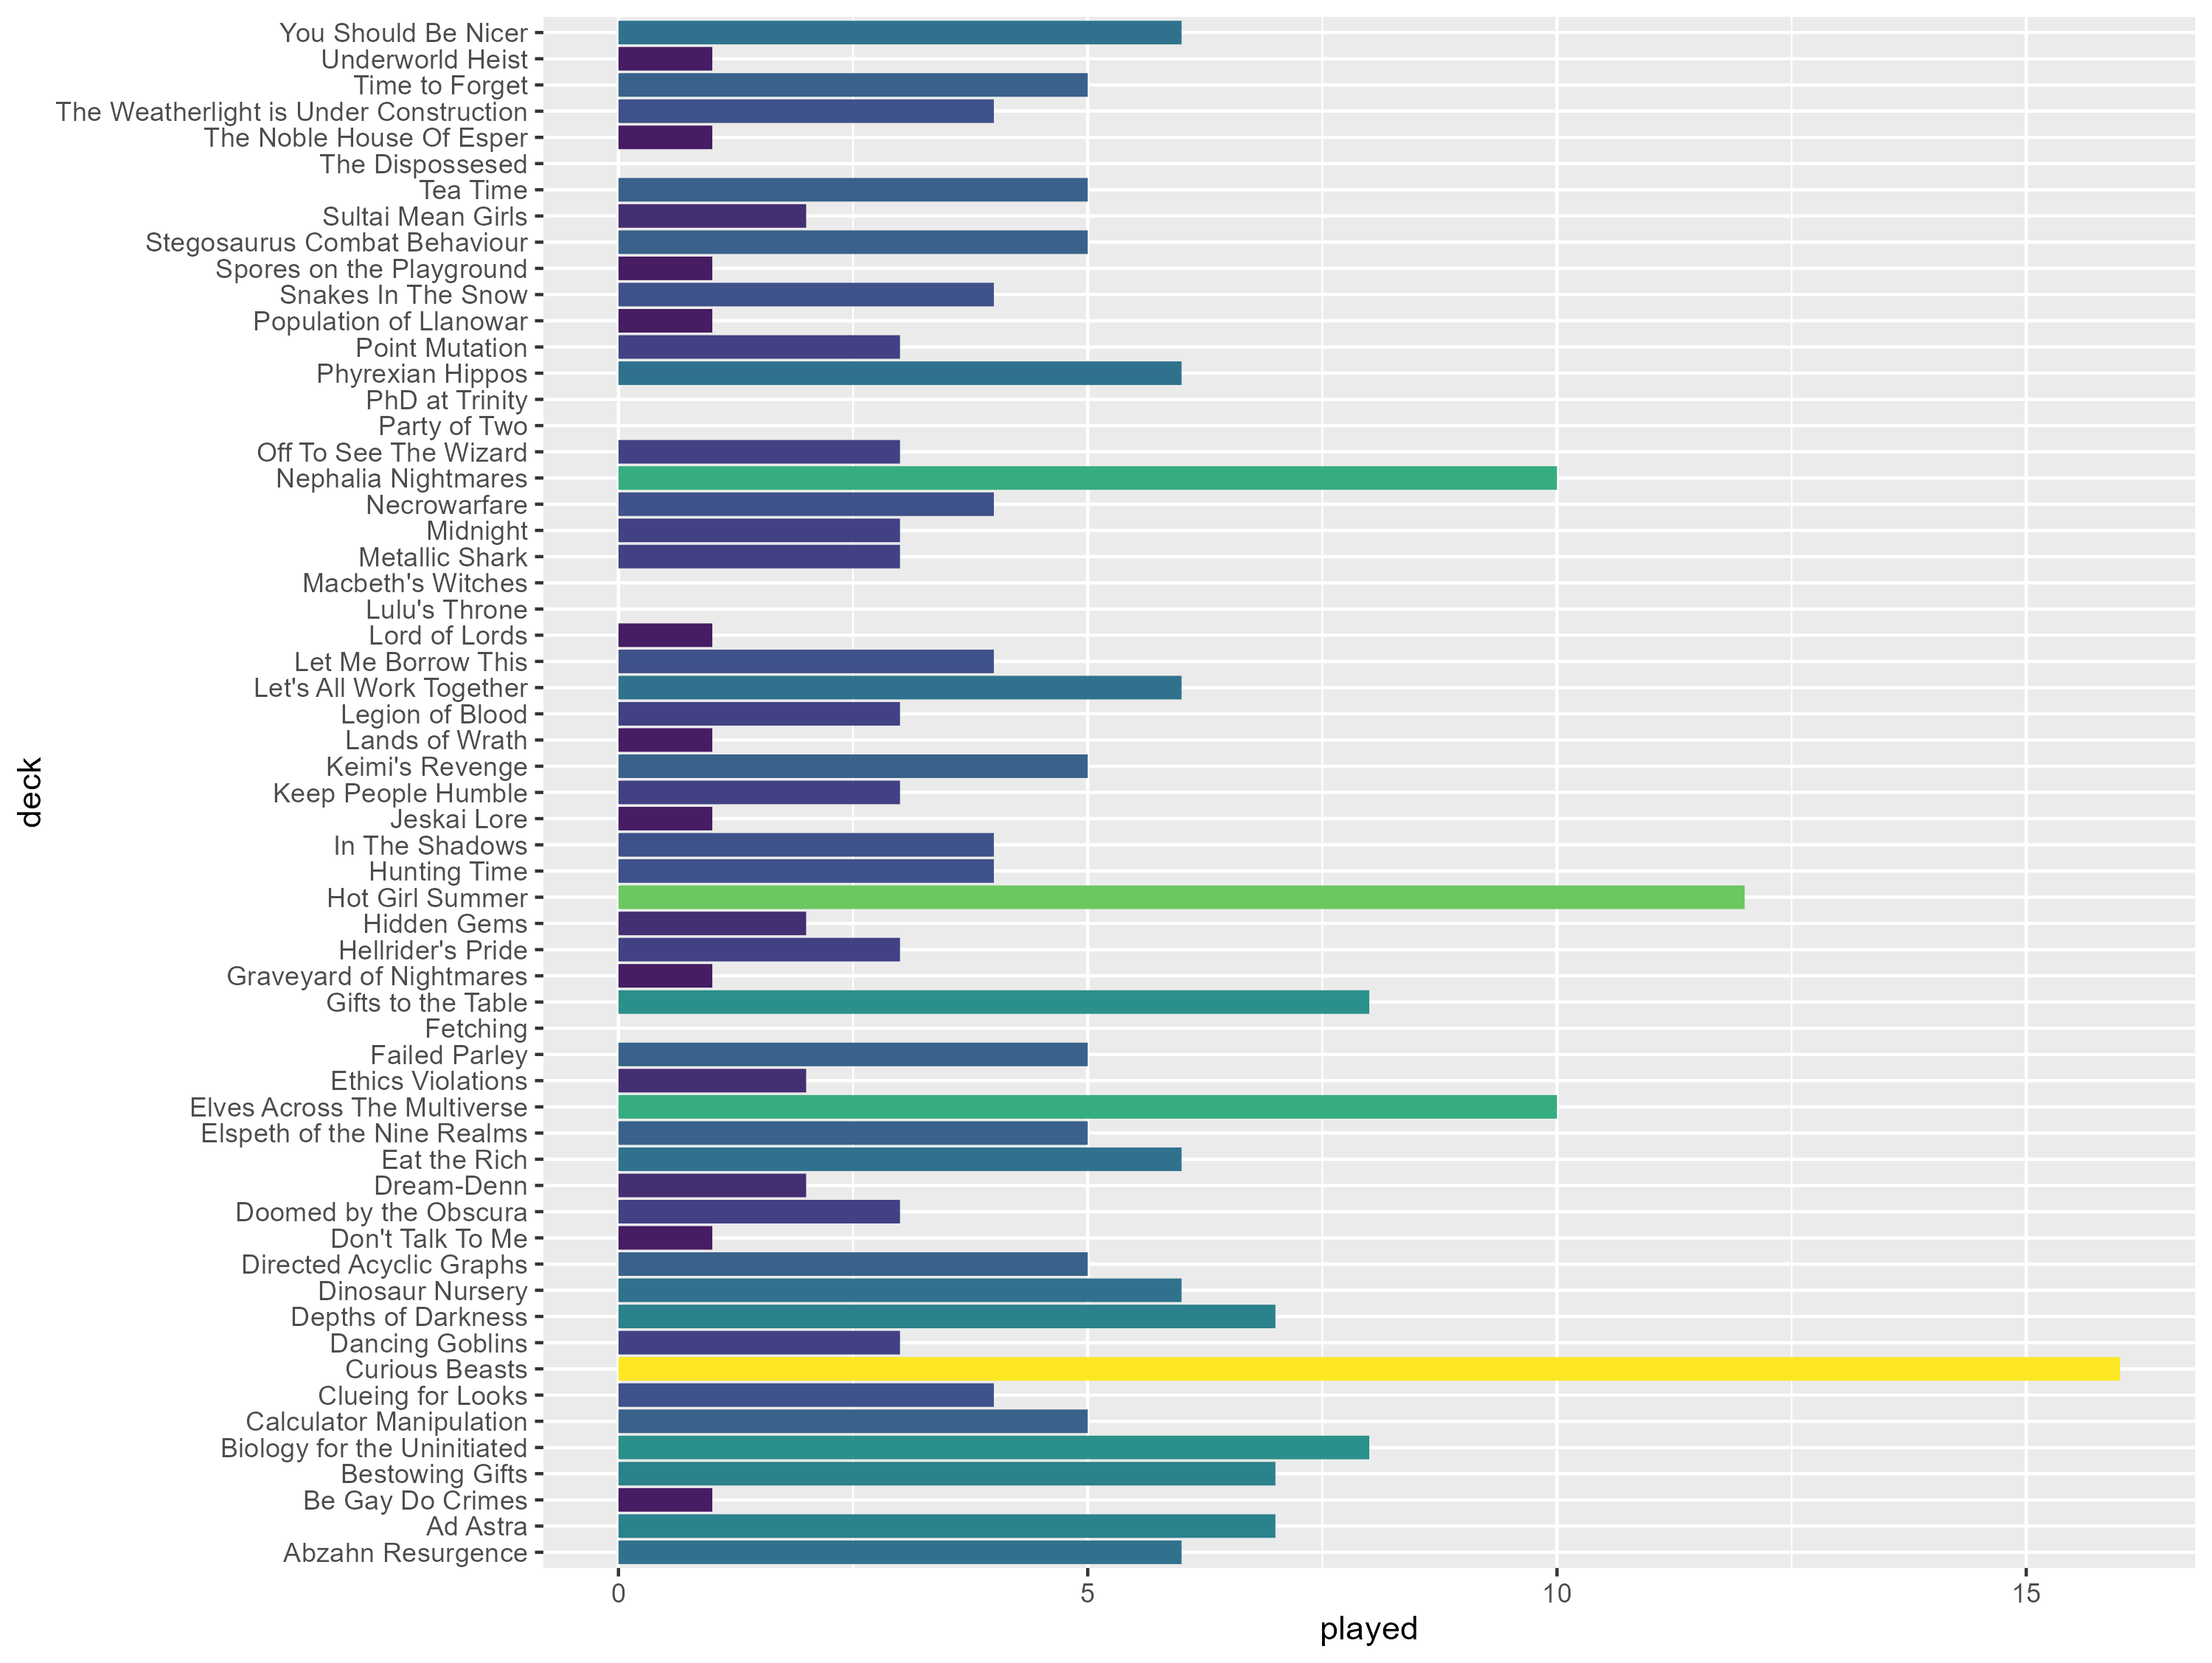 You Should Be Nicer
Underworld Heist
Time to Forget
The Weatherlight is Under Construction
The Noble House Of Esper
The Dispossesed
Tea Time
Sultai Mean Girls
Stegosaurus Combat Behaviour
Spores on the Playground
Snakes In The Snow
Population of Llanowar
Point Mutation
Phyrexian Hippos
PhD at Trinity
Party of Two
Off To See The Wizard
Nephalia Nightmares
Necrowarfare
Midnight
Metallic Shark
Macbeth's Witches
Lulu's Throne
Lord of Lords
Let Me Borrow This
Let's All Work Together
Legion of Blood
Lands of Wrath
Keimi's Revenge
Keep People Humble
Jeskai Lore
In The Shadows
Hunting Time
Hot Girl Summer
Hidden Gems
Hellrider's Pride
Graveyard of Nightmares
Gifts to the Table
Fetching
Failed Parley
Ethics Violations
Elves Across The Multiverse
Elspeth of the Nine Realms
Eat the Rich
Dream-Denn
Doomed by the Obscura
Don't Talk To Me
Directed Acyclic Graphs
Dinosaur Nursery
Depths of Darkness
Dancing Goblins
Curious Beasts
Clueing for Looks
Calculator Manipulation
Biology for the Uninitiated
Bestowing Gifts
Be Gay Do Crimes
Ad Astra
Abzahn Resurgence
deck
0 5 10 15
played